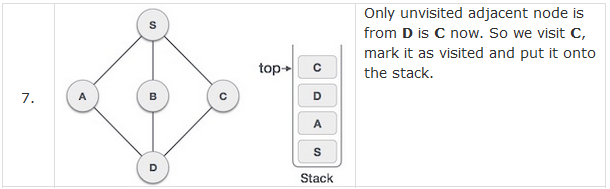 7.
S
A
B
C
D
top
C
D
A
S
Stack
Only unvisited adjacent node is
from D is C now. So we visit C,
mark it as visited and put it onto
the stack.